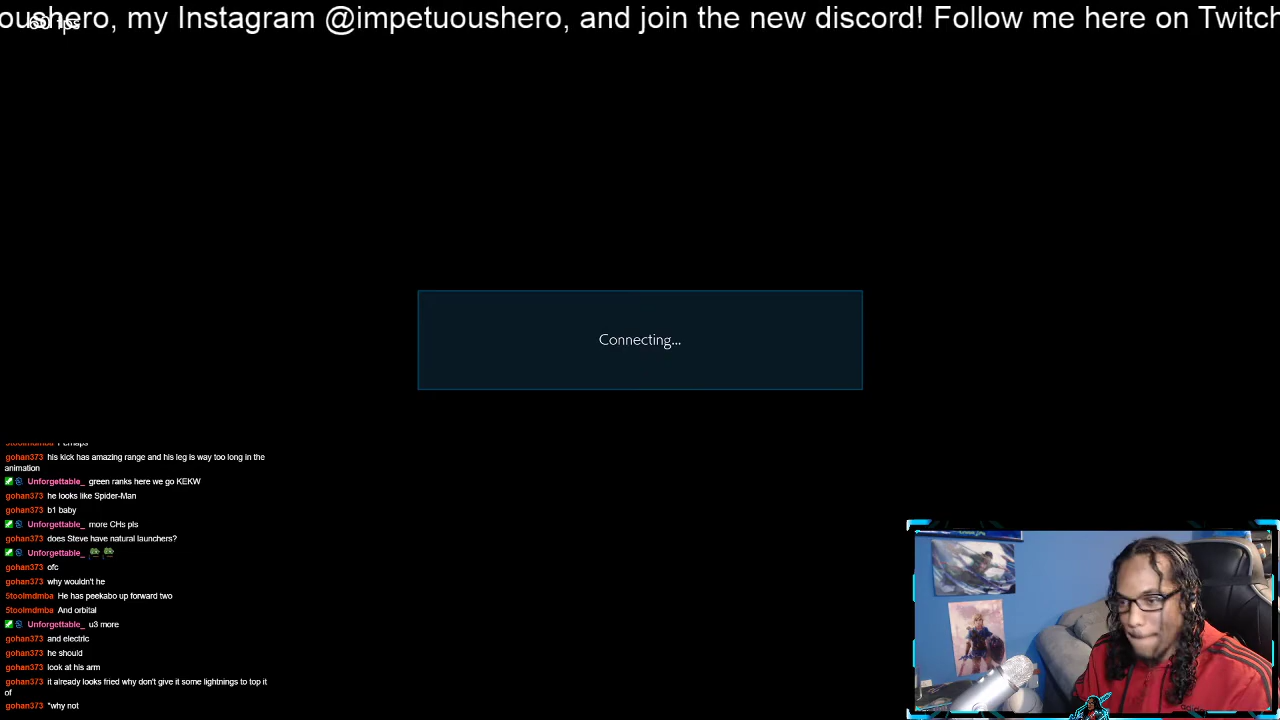 oushero, my Instagram @impetuoushero, and join the new discord! Follow me here on Twitch
60 fps
Connecting...
5toolmdmba Perhaps
gohan373 his kick has amazing range and his leg is way too long in the
animation
Unforgettable_ green ranks here we go KEKW
gohan373 he looks like Spider-Man
gohan373 b1 baby
Unforgettable_ more CHs pls
gohan373 does Steve have natural launchers?
Unforgettable_
gohan373 ofc
gohan373 why wouldn't he
5toolmdmba He has peekabo up forward two
5toolmdmba And orbital
Unforgettable_ u3 more
gohan373 and electric
gohan373 he should
gohan373 look at his arm
gohan373 it already looks fried why don't give it some lightnings to top it
of
gohan373 *why not